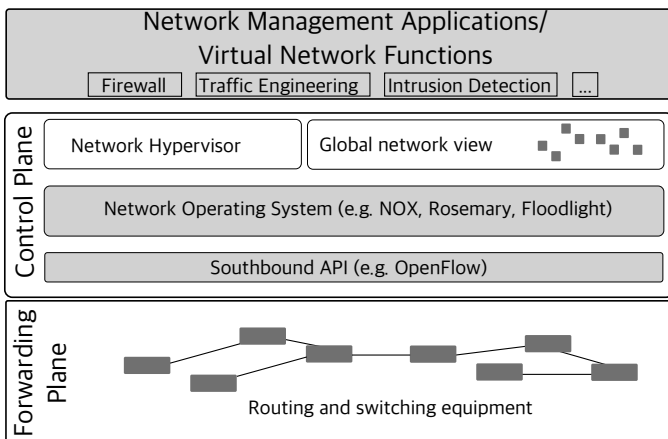 Network Management Applications/
Virtual Network Functions
Firewall Traffic Engineering Intrusion Detection ...
Control Plane
Network Hypervisor
Global network view
Network Operating System (e.g. NOX, Rosemary, Floodlight)
Southbound API (e.g. OpenFlow)
Forwarding
Plane
Routing and switching equipment